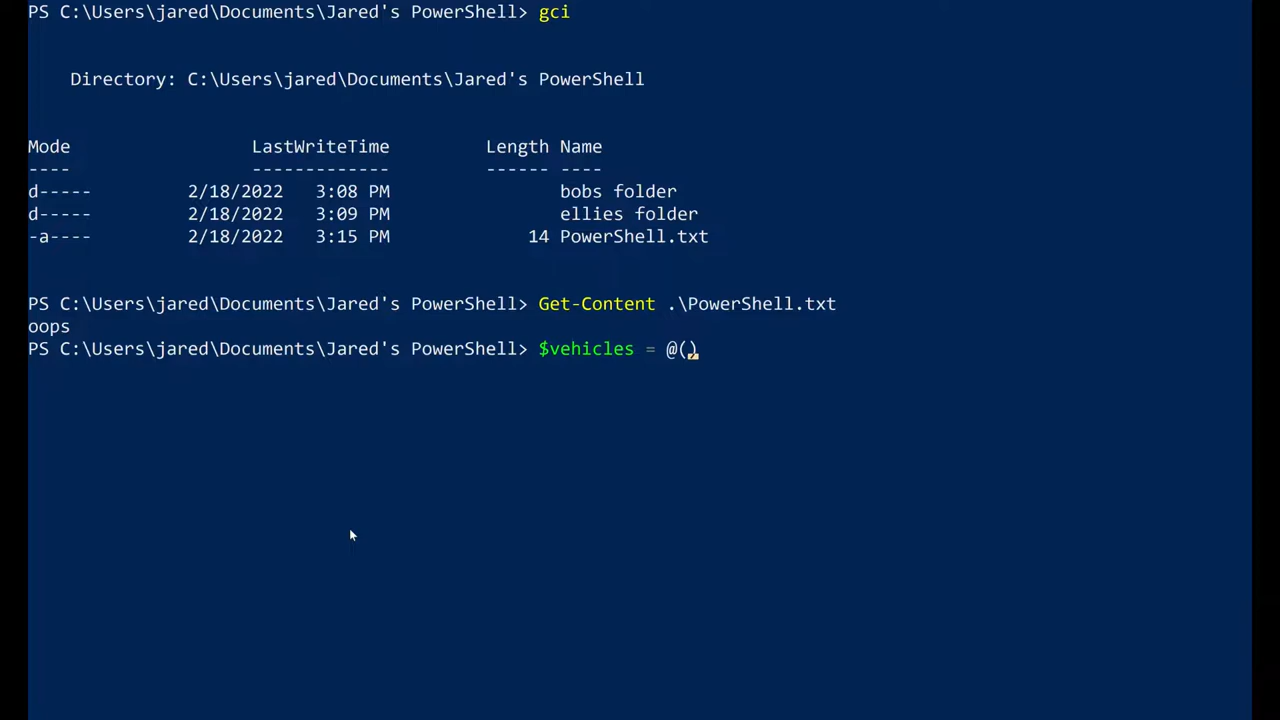 PS C:\Users\jared\Documents\Jared's PowerShell> gci
Directory: C:\Users\jared\Documents\Jared's PowerShell
Mode LastWriteTime Length Name
---- ------------- ------ ----
d----- 2/18/2022 3:08 PM bobs folder
d----- 2/18/2022 3:09 PM ellies folder
-a---- 2/18/2022 3:15 PM 14 PowerShell.txt
PS C:\Users\jared\Documents\Jared's PowerShell> Get-Content .\PowerShell.txt
oops
PS C:\Users\jared\Documents\Jared's PowerShell> $vehicles = @()